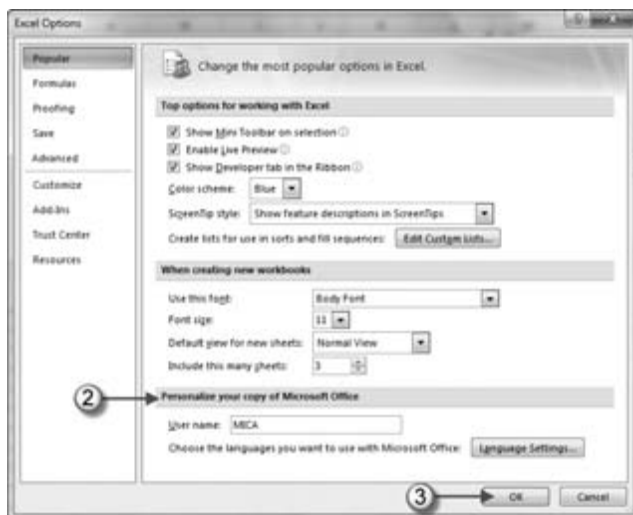 Excel Options
Popular
Formulas
Proofing
Save
Advanced
Customize
Add-Ins
Trust Center
Resources
Change the most popular options in Excel.
Top options for working with Excel
Show Mini Toolbar on selection
Enable Live Preview
Show Developer tab in the Ribbon
Color scheme: Blue
ScreenTip style: Show feature descriptions in ScreenTips
Create lists for use in sorts and fill sequences: Edit Custom Lists...
When creating new workbooks
Use this font: Body Font
Font size: 11
Default view for new sheets: Normal View
Include this many sheets: 3
2 Personalize your copy of Microsoft Office
User name: MICA
Choose the languages you want to use with Microsoft Office: Language Settings...
3 OK Cancel